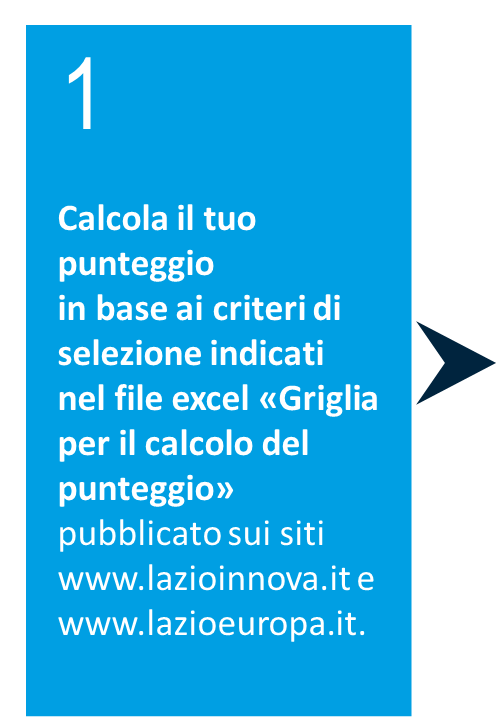 1
Calcola il tuo
punteggio
in base ai criteri di
selezione indicati
nel file excel «Griglia
per il calcolo del
punteggio»
pubblicato sui siti
www.lazioinnova.it e
www.lazioeuropa.it.